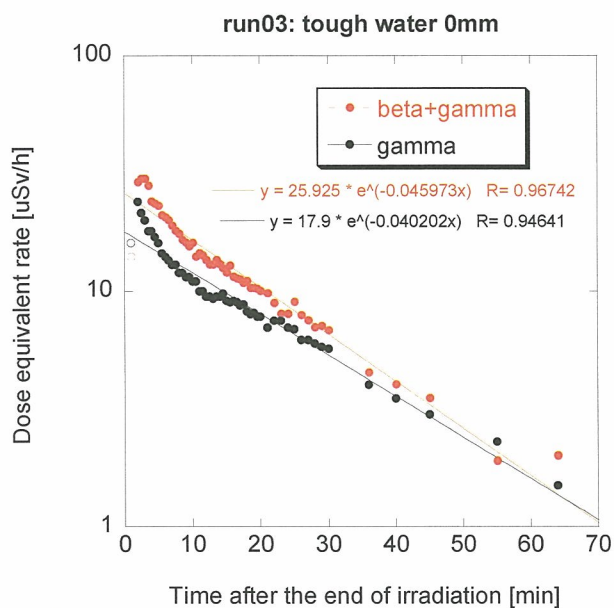 run03: tough water 0mm
100
10
1
Dose equivalent rate [uSv/h]
beta+gamma
gamma
y = 25.925 * e^(-0.045973x) R= 0.96742
y = 17.9 * e^(-0.040202x) R= 0.94641
0 10 20 30 40 50 60 70
Time after the end of irradiation [min]